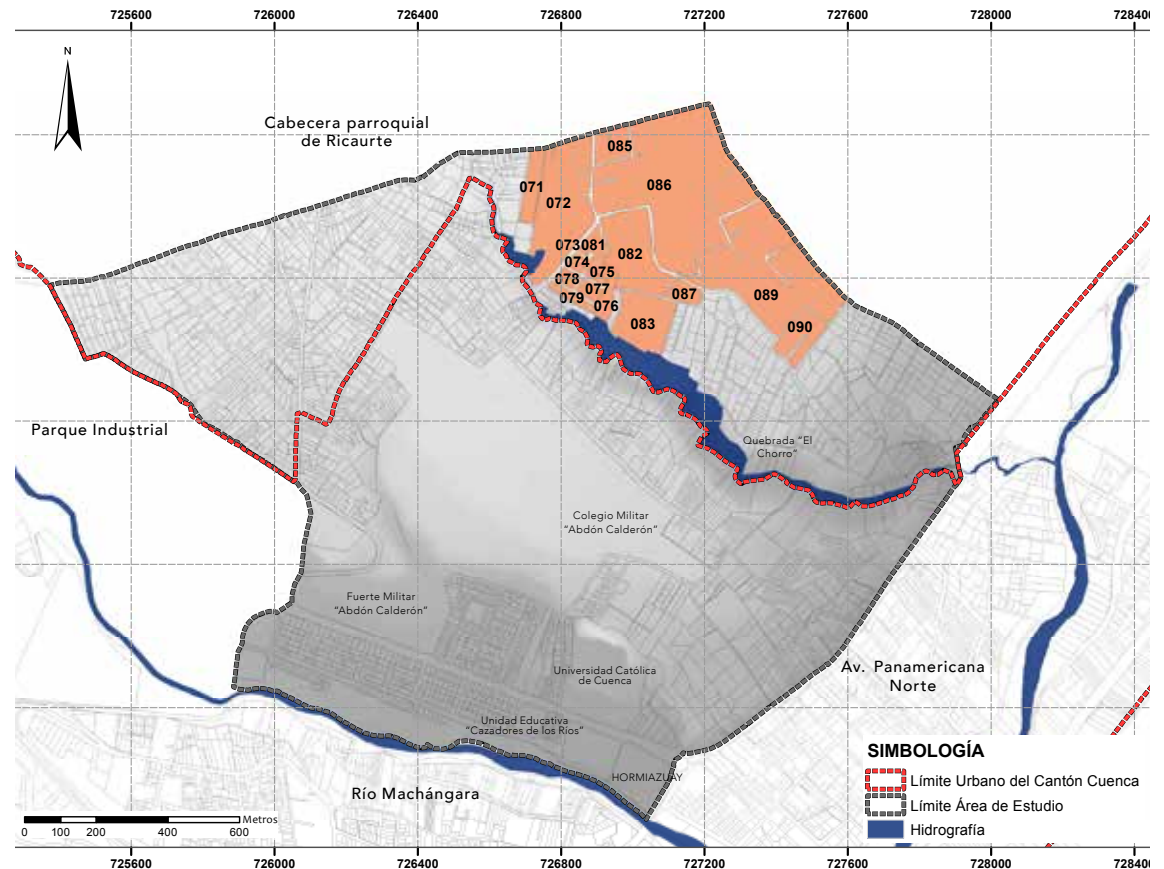 725600 726000 726400 726800 727200 727600 728000 728400
N
Cabecera parroquial
de Ricaurte
085
071
086
072
073 081
082
074
075
078
077
087
089
079
076
083
090
Parque Industrial
Quebrada "El
Chorro"
Colegio Militar
"Abdón Calderón"
Fuerte Militar
"Abdón Calderón"
Universidad Católica
de Cuenca
Av. Panamericana
Norte
Unidad Educativa
"Cazadores de los Ríos"
HORMIAZUAY
Río Machángara
SIMBOLOGÍA
Límite Urbano del Cantón Cuenca
Límite Área de Estudio
Hidrografía
Metros
0 100 200 400 600
725600 726000 726400 726800 727200 727600 728000 728400